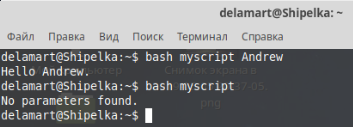 delamart@Shipelka: ~
Файл Правка Вид Поиск Терминал Справка
delamart@Shipelka:~$ bash myscript Andrew
Hello Andrew.
delamart@Shipelka:~$ bash myscript
No parameters found.
delamart@Shipelka:~$